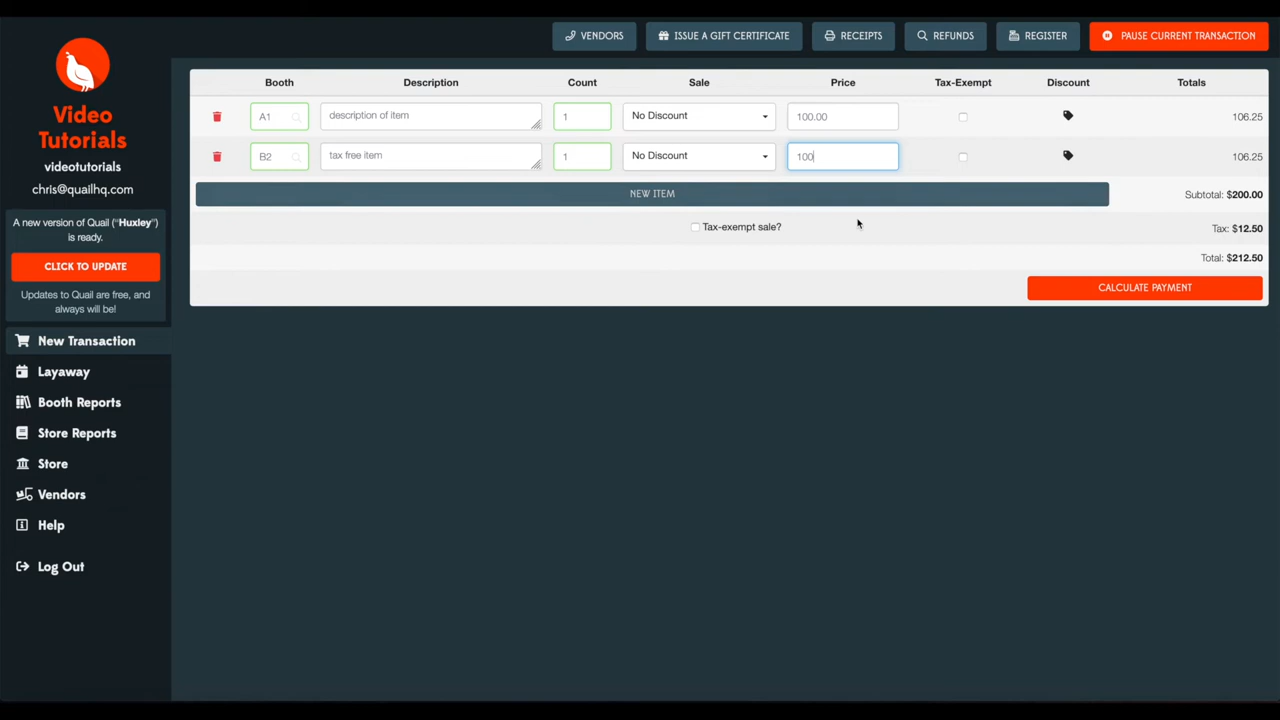 VENDORS
ISSUE A GIFT CERTIFICATE
RECEIPTS
REFUNDS
REGISTER
PAUSE CURRENT TRANSACTION
Video
Tutorials
videotutorials
chris@quailhq.com
A new version of Quail ("Huxley")
is ready.
CLICK TO UPDATE
Updates to Quail are free, and
always will be!
New Transaction
Layaway
Booth Reports
Store Reports
Store
Vendors
Help
Log Out
Booth Description Count Sale Price Tax-Exempt Discount Totals
A1 description of item 1 No Discount 100.00 106.25
B2 tax free item 1 No Discount 100 106.25
NEW ITEM Subtotal: $200.00
Tax-exempt sale? Tax: $12.50
Total: $212.50
CALCULATE PAYMENT